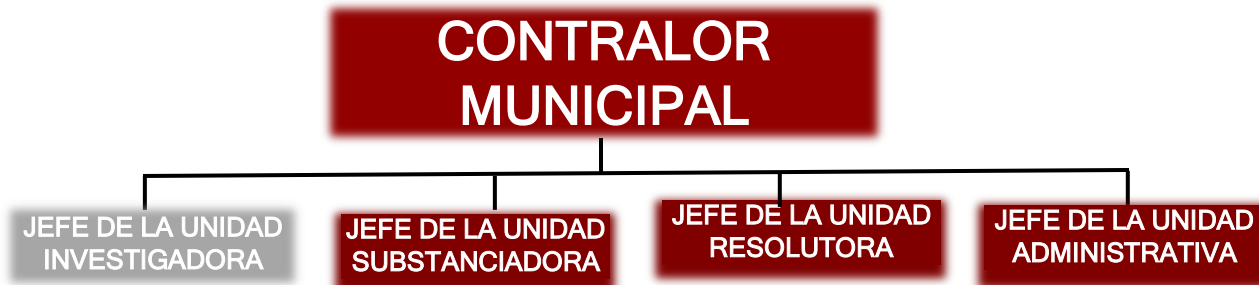 CONTRALOR
MUNICIPAL
JEFE DE LA UNIDAD
INVESTIGADORA
JEFE DE LA UNIDAD
SUBSTANCIADORA
JEFE DE LA UNIDAD
RESOLUTORA
JEFE DE LA UNIDAD
ADMINISTRATIVA